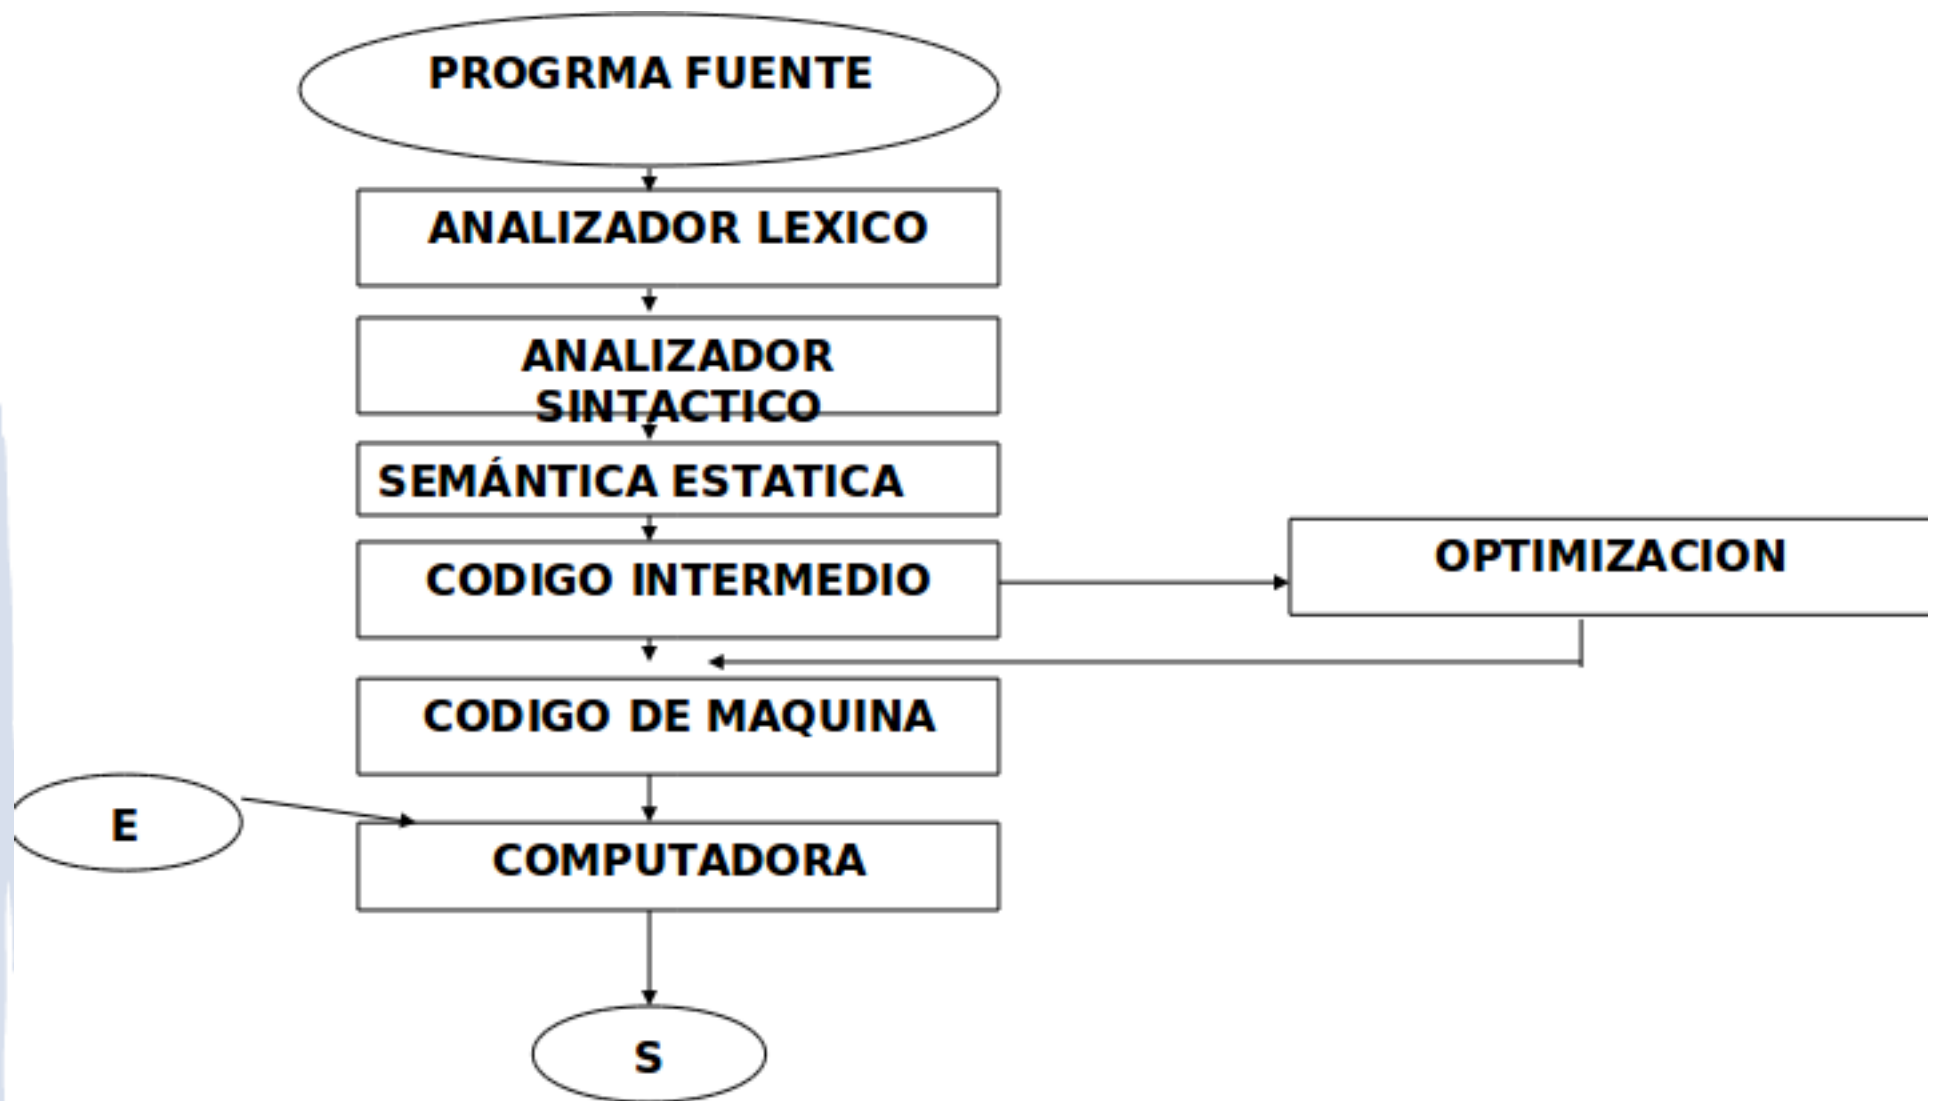 PROGRMA FUENTE
ANALIZADOR LEXICO
ANALIZADOR
SINTACTICO
SEMÁNTICA ESTATICA
CODIGO INTERMEDIO
OPTIMIZACION
CODIGO DE MAQUINA
E
COMPUTADORA
S